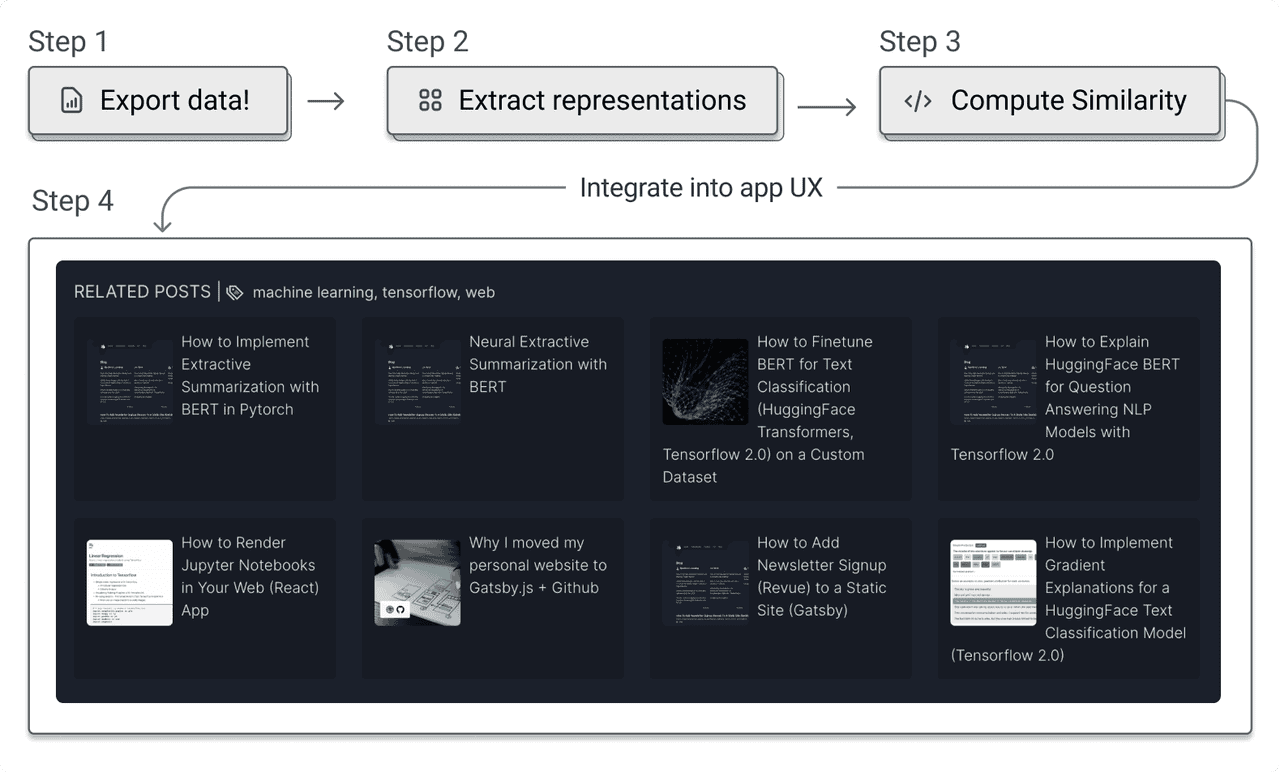 Step 1
Export data!
Step 2
Extract representations
Step 3
Compute Similarity
Integrate into app UX
Step 4
RELATED POSTS | machine learning, tensorflow, web
How to Implement
Extractive
Summarization with
BERT in Pytorch
Neural Extractive
Summarization with
BERT
How to Finetune
BERT for Text
Classification
(HuggingFace
Transformers,
Tensorflow 2.0) on a Custom
Dataset
How to Explain
HuggingFace BERT
for Question
Answering NLP
Models with
Tensorflow 2.0
How to Render
Jupyter Notebooks
in Your Web (React)
App
Why I moved my
personal website to
Gatsby.js + Github
How to Add
Newsletter Signup
(Revue) to a Static
Site (Gatsby)
How to Implement
Gradient
Explanations for a
HuggingFace Text
Classification Model
(Tensorflow 2.0)
Linear Regression
Introduction to Tensorflow